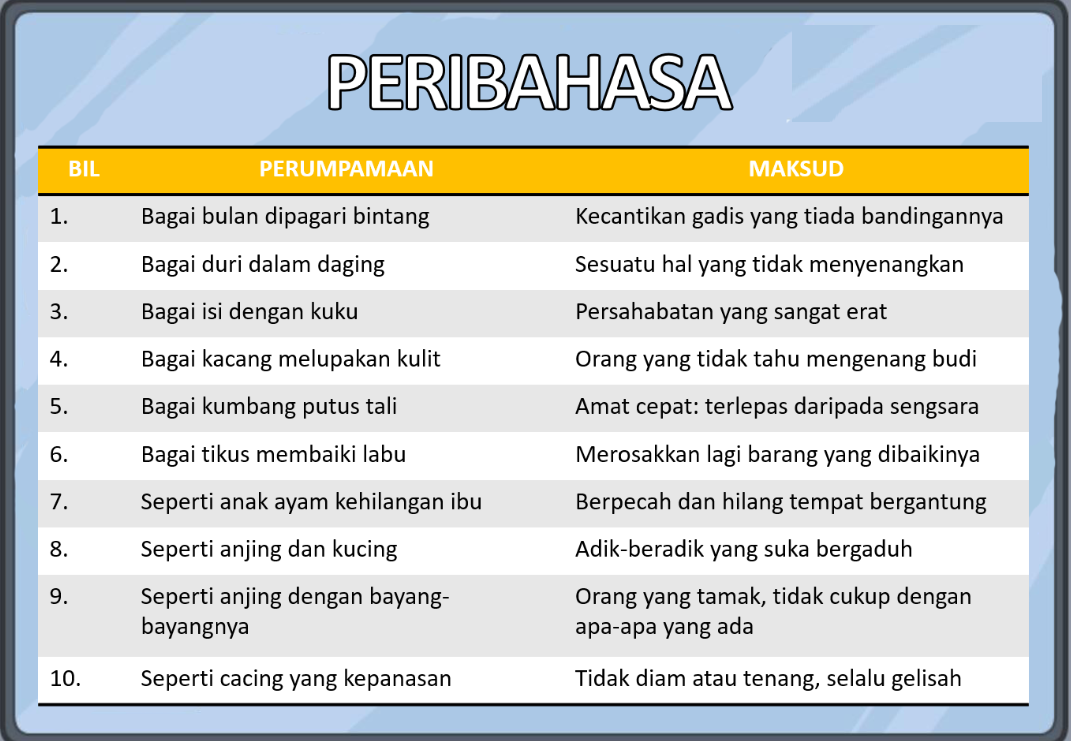 PERIBAHASA
BIL PERUMPAMAAN MAKSUD
1. Bagai bulan dipagari bintang Kecantikan gadis yang tiada bandingannya
2. Bagai duri dalam daging Sesuatu hal yang tidak menyenangkan
3. Bagai isi dengan kuku Persahabatan yang sangat erat
4. Bagai kacang melupakan kulit Orang yang tidak tahu mengenang budi
5. Bagai kumbang putus tali Amat cepat: terlepas daripada sengsara
6. Bagai tikus membaiki labu Merosakkan lagi barang yang dibaikinya
7. Seperti anak ayam kehilangan ibu Berpecah dan hilang tempat bergantung
8. Seperti anjing dan kucing Adik-beradik yang suka bergaduh
9. Seperti anjing dengan bayang- Orang yang tamak, tidak cukup dengan
bayangnya apa-apa yang ada
10. Seperti cacing yang kepanasan Tidak diam atau tenang, selalu gelisah